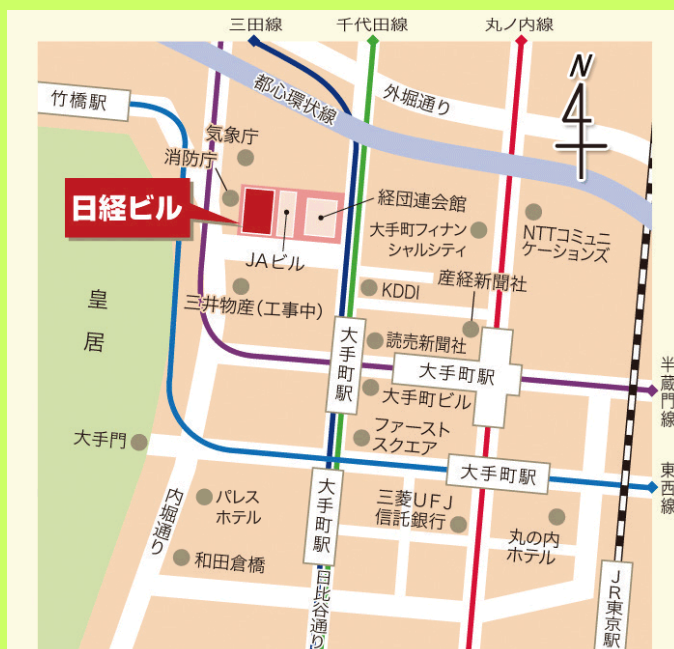 三田線
千代田線
丸ノ内線
竹橋駅
都心環状線
外堀通り
N
気象庁
消防庁
日経ビル
経団連会館
大手町フィナン
シャルシティ
NTTコミュニ
ケーションズ
JAビル
産経新聞社
KDDI
三井物産(工事中)
皇居
大手町駅
読売新聞社
大手町駅
半蔵門線
大手町ビル
ファースト
スクエア
大手門
大手町駅
東西線
大手町駅
パレス
ホテル
三菱UFJ
信託銀行
内堀通り
丸の内
ホテル
和田倉橋
日比谷通り
JR東京駅